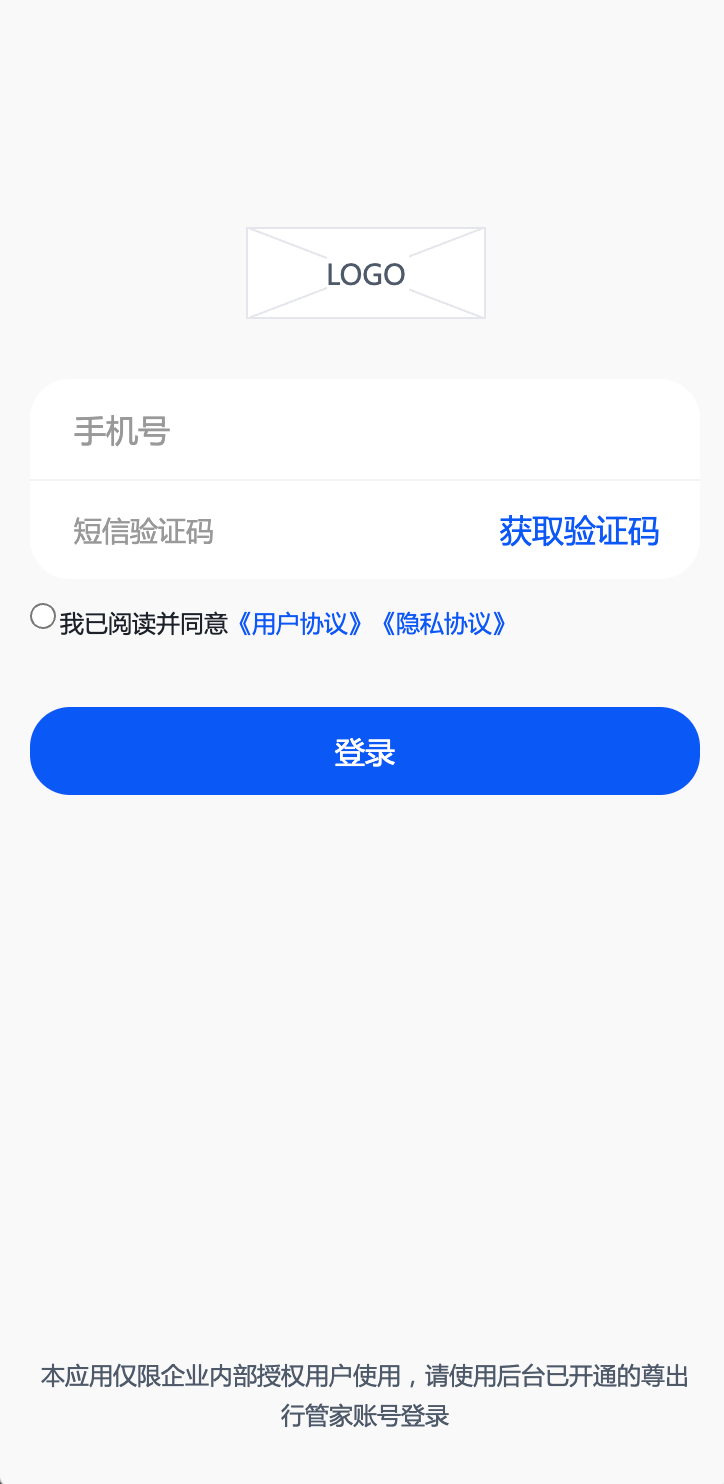 LOGO
手机号
短信验证码 获取验证码
我已阅读并同意《用户协议》《隐私协议》
登录
本应用仅限企业内部授权用户使用，请使用后台已开通的尊出
行管家账号登录